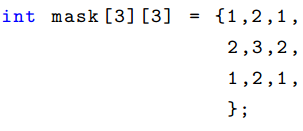 int mask[3][3] = {1,2,1,
2,3,2,
1,2,1,
};